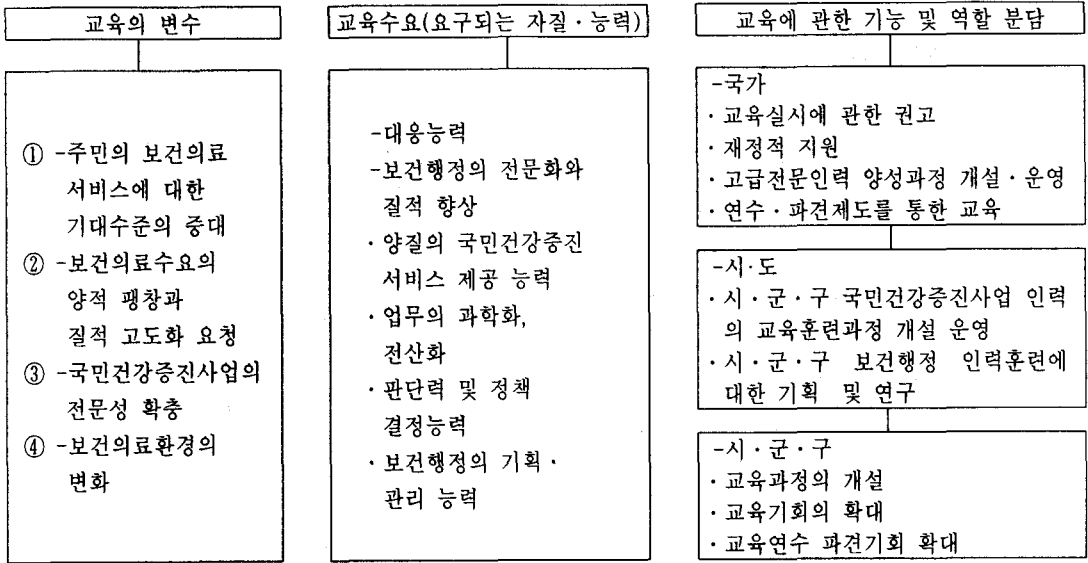 교육의 변수
① -주민의 보건의료
서비스에 대한
기대수준의 증대
② -보건의료수요의
양적 팽창과
질적 고도화 요청
③ -국민건강증진사업의
전문성 확충
④ -보건의료환경의
변화
교육수요(요구되는 자질·능력)
-대응능력
-보건행정의 전문화와
질적 향상
·양질의 국민건강증진
서비스 제공 능력
·업무의 과학화,
전산화
·판단력 및 정책
결정능력
·보건행정의 기획·
관리 능력
교육에 관한 기능 및 역할 분담
-국가
·교육실시에 관한 권고
·재정적 지원
·고급전문인력 양성과정 개설·운영
·연수·파견제도를 통한 교육
-시·도
·시·군·구 국민건강증진사업 인력
의 교육훈련과정 개설 운영
·시·군·구 보건행정 인력훈련에
대한 기획 및 연구
-시·군·구
·교육과정의 개설
·교육기회의 확대
·교육연수 파견기회 확대